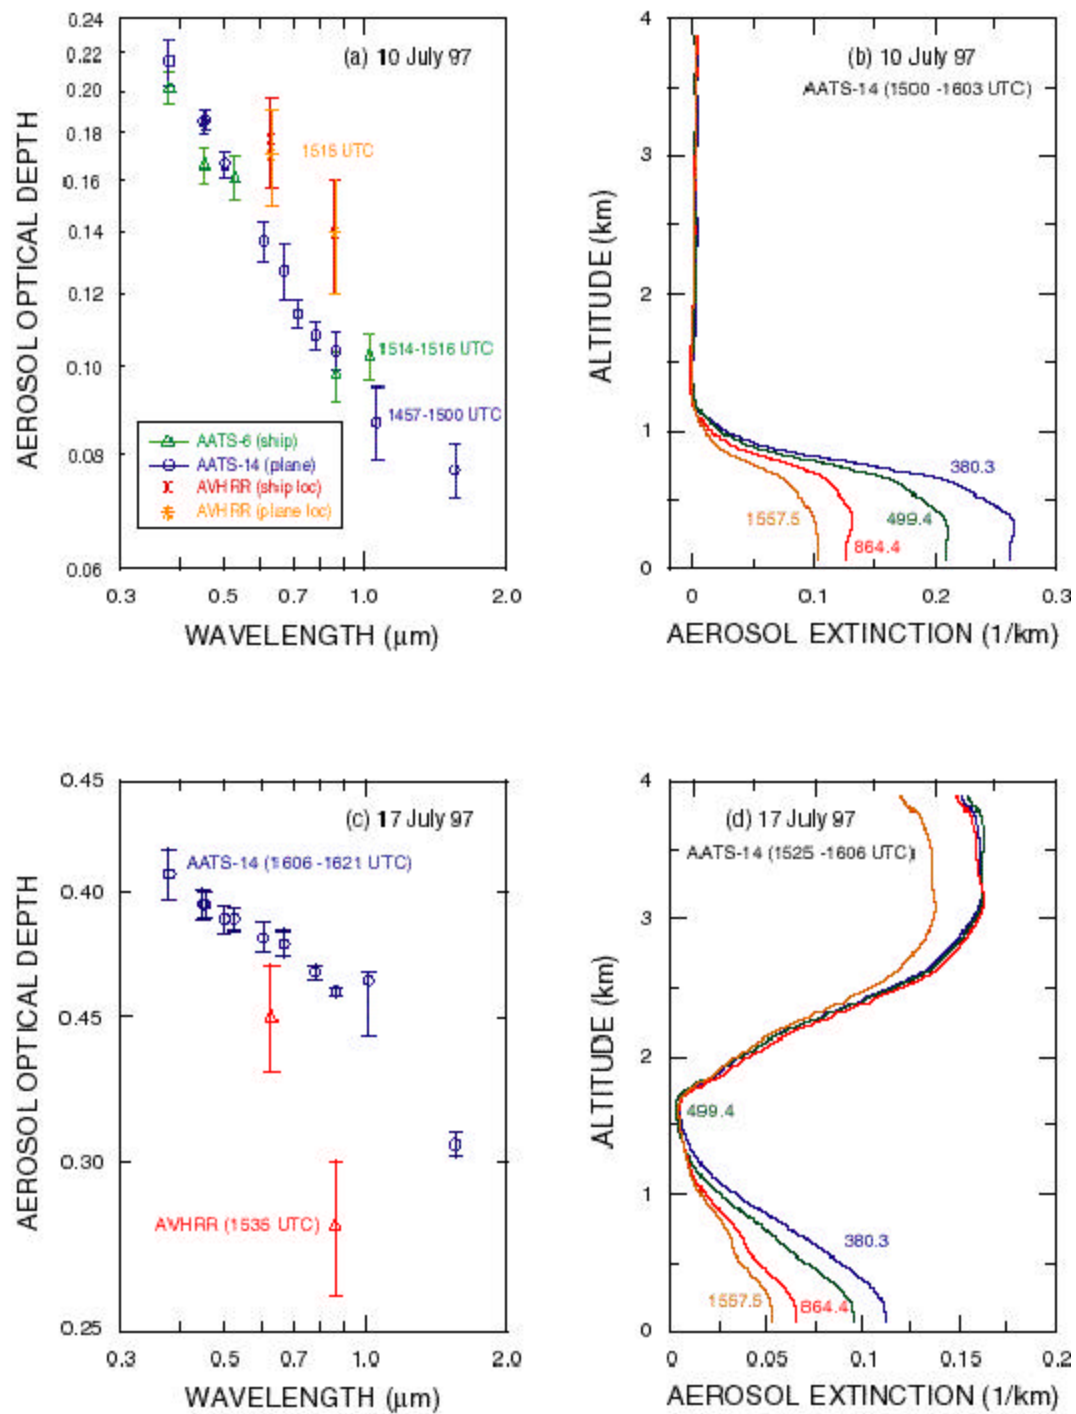 (a) 10 July 97
AEROSOL OPTICAL DEPTH
0.24
0.22
0.20
0.18
0.16
0.14
0.12
0.10
0.08
0.06
1516 UTC
1514-1516 UTC
1457-1500 UTC
AATS-6 (ship)
AATS-14 (plane)
AVHRR (ship loc)
AVHRR (plane loc)
0.3 0.5 0.7 1.0 2.0
WAVELENGTH (µm)
(b) 10 July 97
AATS-14 (1500 -1603 UTC)
ALTITUDE (km)
4
3
2
1
0
380.3
1557.5
499.4
864.4
0 0.1 0.2 0.3
AEROSOL EXTINCTION (1/km)
(c) 17 July 97
AATS-14 (1606 -1621 UTC)
AEROSOL OPTICAL DEPTH
0.45
0.40
0.45
0.30
0.25
AVHRR (1535 UTC)
0.3 0.5 0.7 1.0 2.0
WAVELENGTH (µm)
(d) 17 July 97
AATS-14 (1525 -1606 UTC)
ALTITUDE (km)
4
3
2
1
0
499.4
380.3
1557.5
864.4
0 0.05 0.1 0.15 0.2
AEROSOL EXTINCTION (1/km)